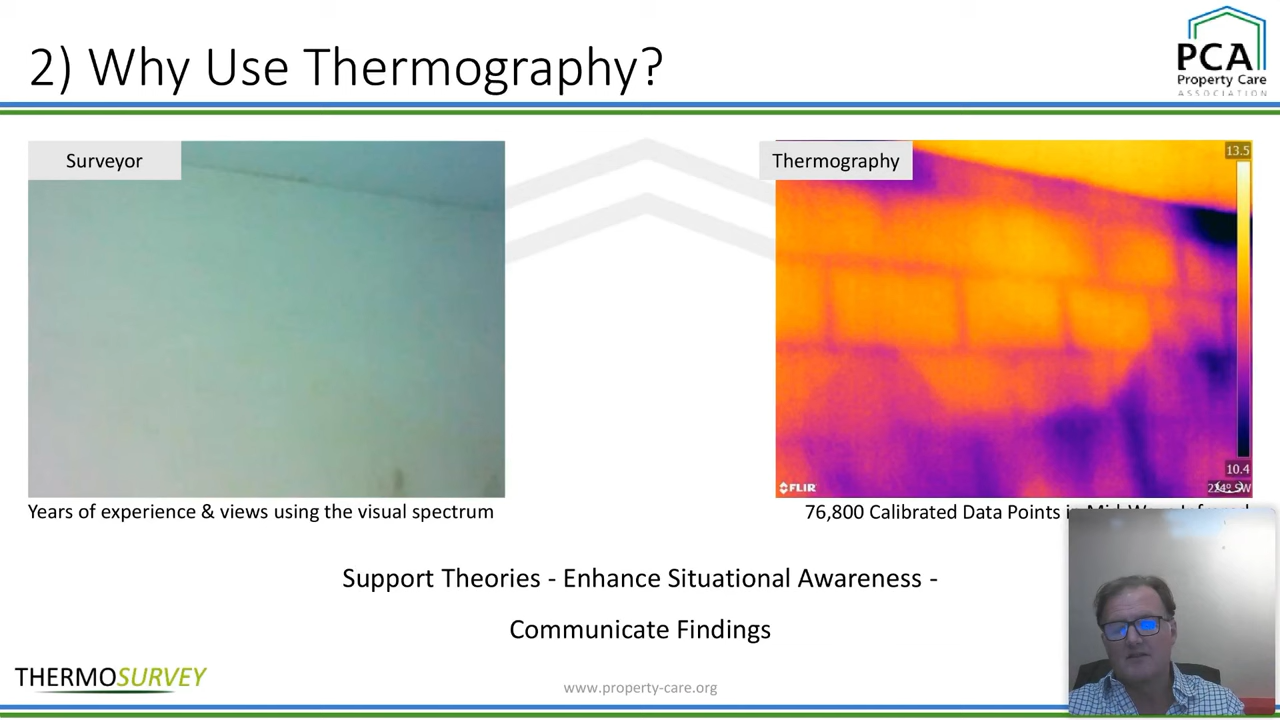 2) Why Use Thermography?
PCA
Property Care
ASSOCIATION
Surveyor
Thermography
13.5
10.4
FLIR
Years of experience & views using the visual spectrum
76,800 Calibrated Data Points
Support Theories - Enhance Situational Awareness -
Communicate Findings
THERMOSURVEY
www.property-care.org